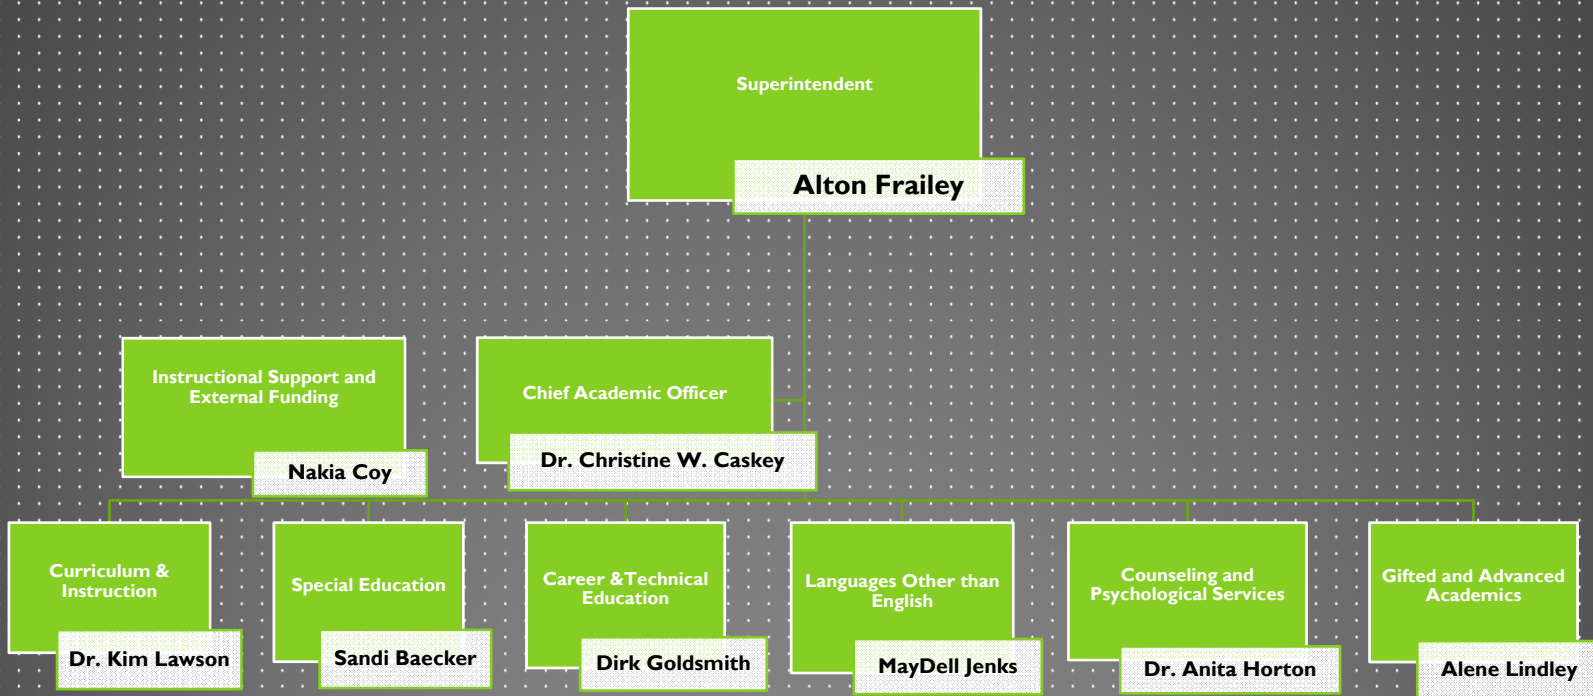 Superintendent
Alton Frailey
Instructional Support and
External Funding
Nakia Coy
Chief Academic Officer
Dr. Christine W. Caskey
Curriculum &
Instruction
Dr. Kim Lawson
Special Education
Sandi Baecker
Career &Technical
Education
Dirk Goldsmith
Languages Other than
English
MayDell Jenks
Counseling and
Psychological Services
Dr. Anita Horton
Gifted and Advanced
Academics
Alene Lindley